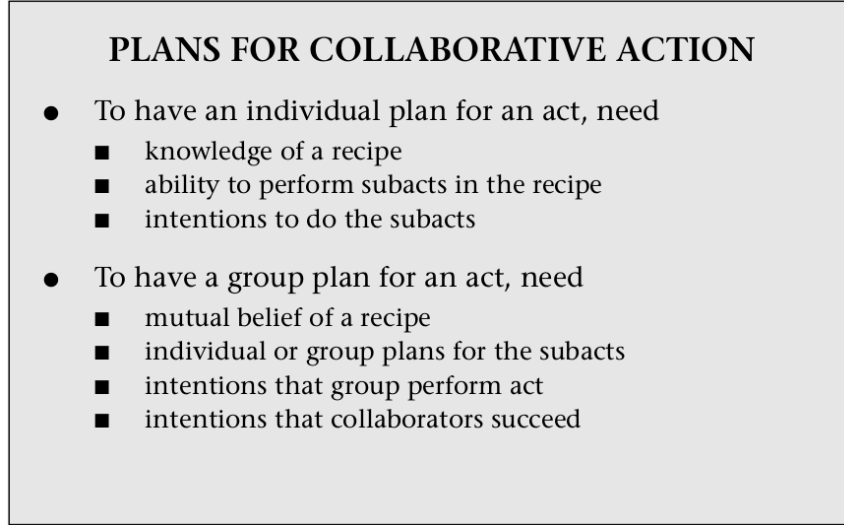 PLANS FOR COLLABORATIVE ACTION
● To have an individual plan for an act, need
■ knowledge of a recipe
■ ability to perform subacts in the recipe
■ intentions to do the subacts
● To have a group plan for an act, need
■ mutual belief of a recipe
■ individual or group plans for the subacts
■ intentions that group perform act
■ intentions that collaborators succeed